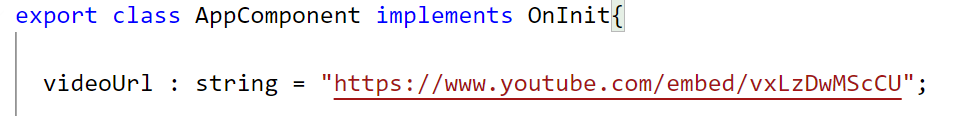 export class AppComponent implements OnInit{
videoUrl : string = "https://www.youtube.com/embed/vxLzDwMScCU";